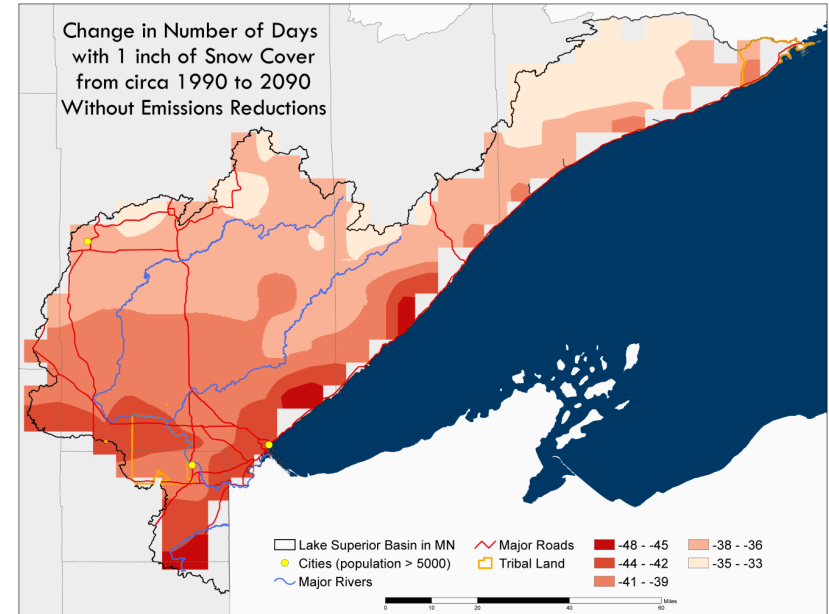 Change in Number of Days
with 1 inch of Snow Cover
from circa 1990 to 2090
Without Emissions Reductions
Lake Superior Basin in MN
Cities (population > 5000)
Major Rivers
Major Roads
Tribal Land
-48 - -45
-44 - -42
-41 - -39
-38 - -36
-35 - -33
0 10 20 40 60 Miles